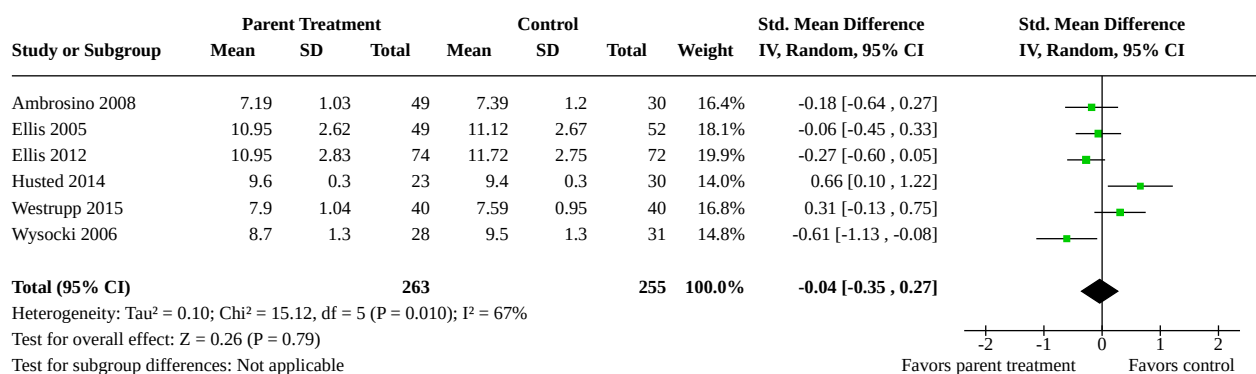 Parent Treatment Control Std. Mean Difference Std. Mean Difference
Study or Subgroup Mean SD Total Mean SD Total Weight IV, Random, 95% CI IV, Random, 95% CI
Ambrosino 2008 7.19 1.03 49 7.39 1.2 30 16.4% -0.18 [-0.64 , 0.27]
Ellis 2005 10.95 2.62 49 11.12 2.67 52 18.1% -0.06 [-0.45 , 0.33]
Ellis 2012 10.95 2.83 74 11.72 2.75 72 19.9% -0.27 [-0.60 , 0.05]
Husted 2014 9.6 0.3 23 9.4 0.3 30 14.0% 0.66 [0.10 , 1.22]
Westrupp 2015 7.9 1.04 40 7.59 0.95 40 16.8% 0.31 [-0.13 , 0.75]
Wysocki 2006 8.7 1.3 28 9.5 1.3 31 14.8% -0.61 [-1.13 , -0.08]
Total (95% CI) 263 255 100.0% -0.04 [-0.35 , 0.27]
Heterogeneity: Tau² = 0.10; Chi² = 15.12, df = 5 (P = 0.010); I² = 67%
Test for overall effect: Z = 0.26 (P = 0.79)
-2 -1 0 1 2
Test for subgroup differences: Not applicable
Favors parent treatment Favors control